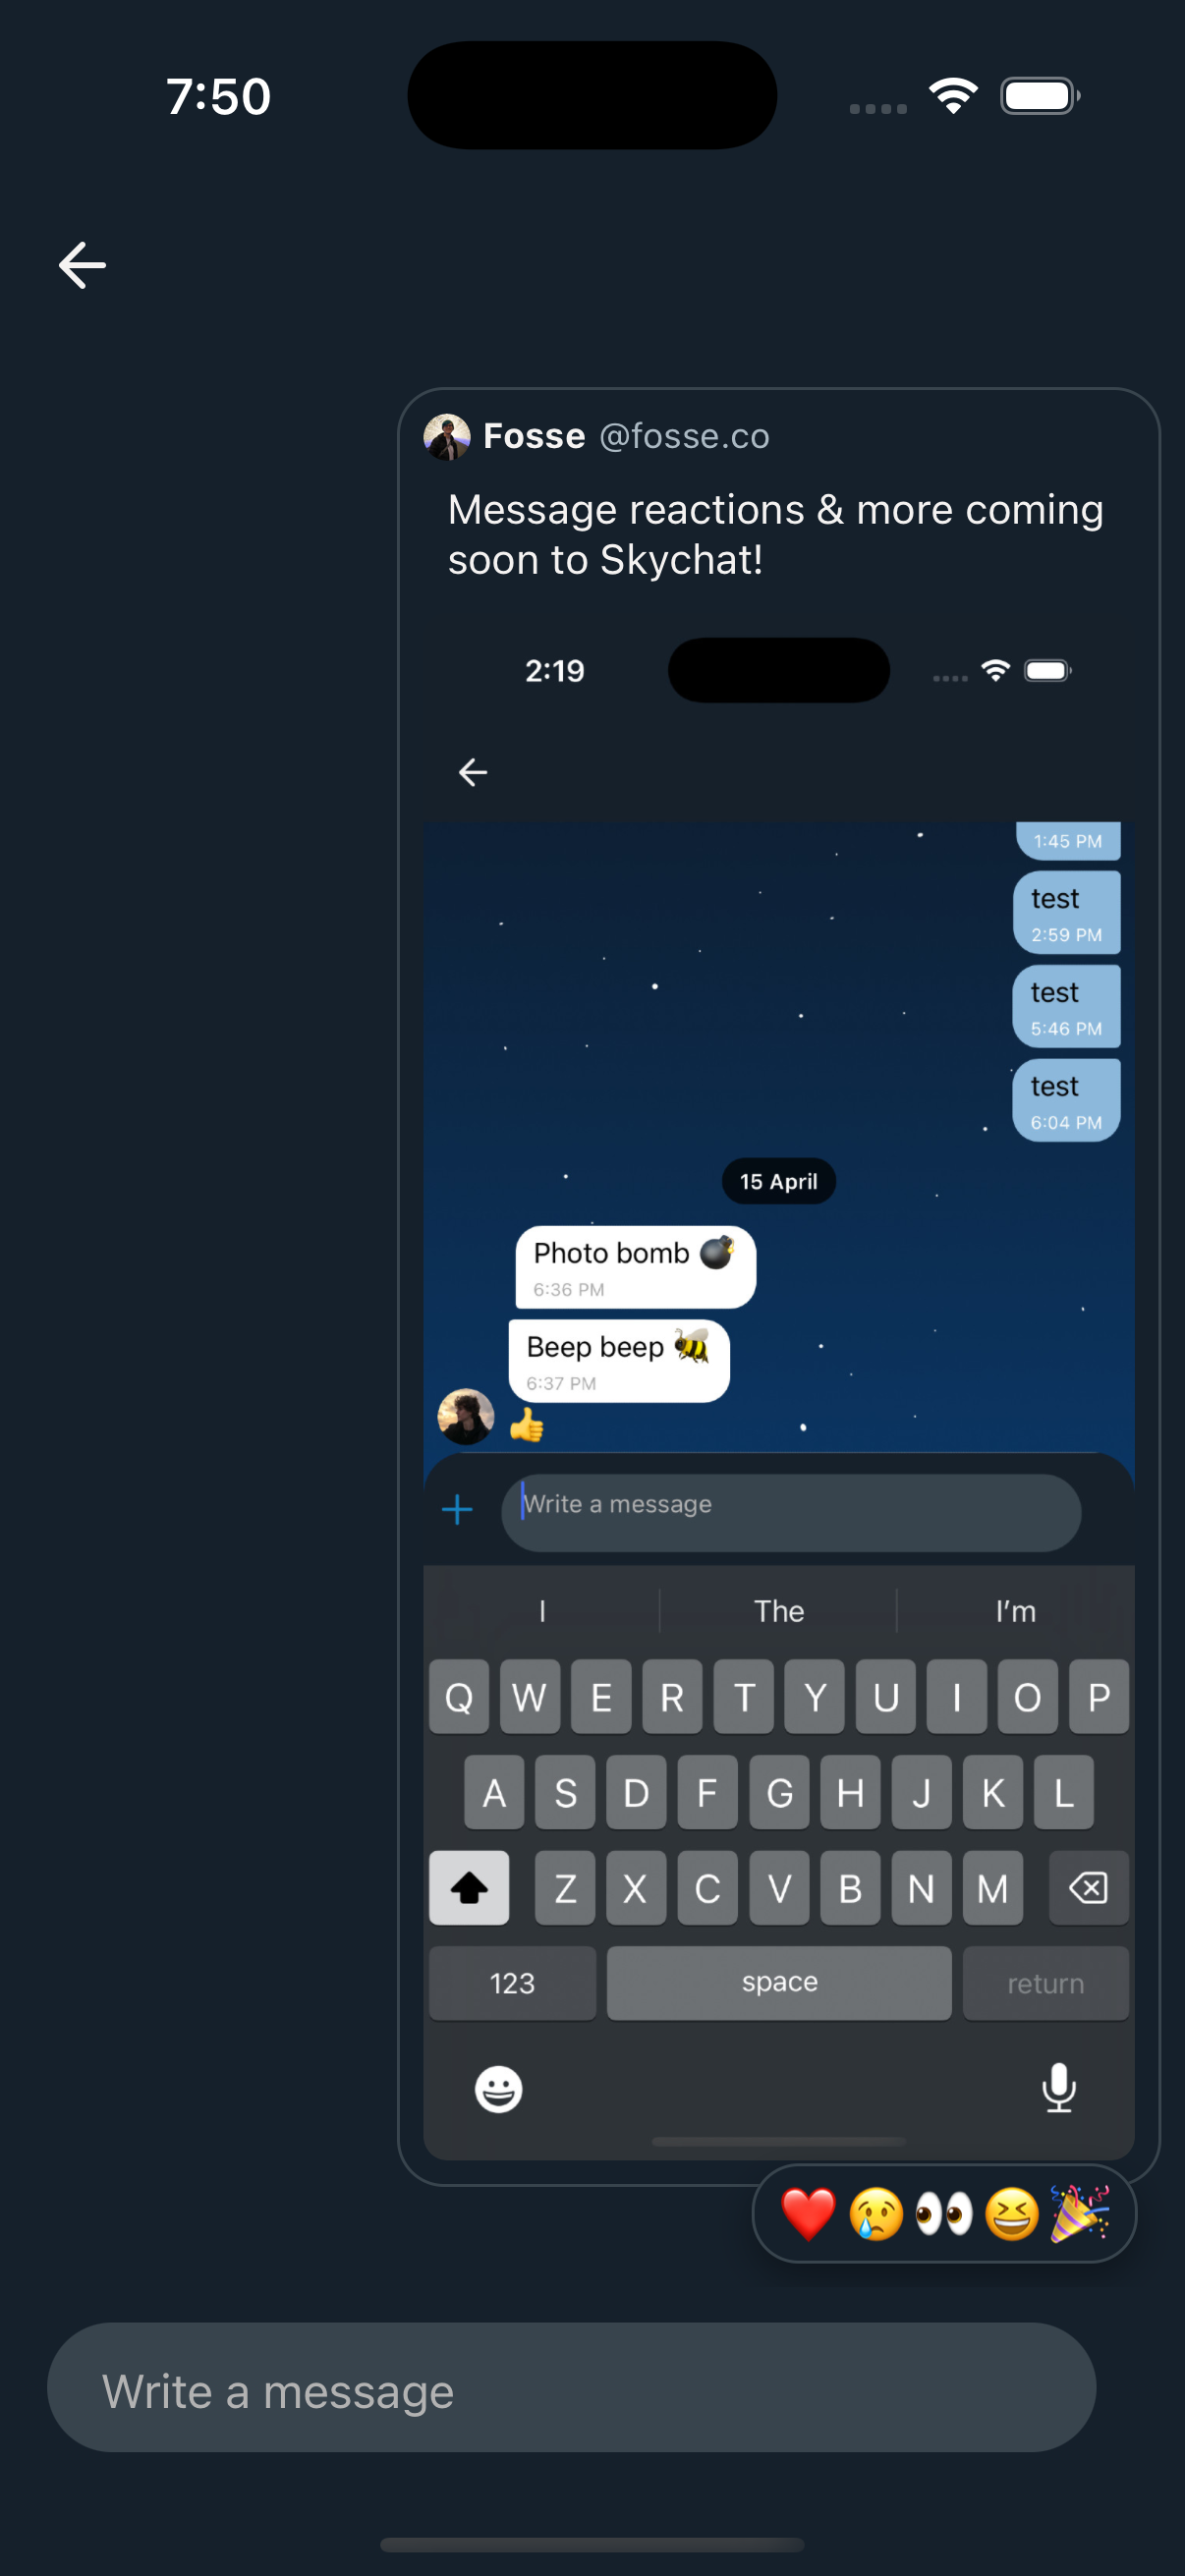 7:50
Fosse @fosse.co
Message reactions & more coming
soon to Skychat!
2:19
1:45 PM
test
2:59 PM
test
5:46 PM
test
6:04 PM
15 April
Photo bomb 💣
6:36 PM
Beep beep 🐝
6:37 PM
👍
Write a message
I The I’m
Q W E R T Y U I O P
A S D F G H J K L
Z X C V B N M
123 space return
❤️😢👀😆🎉
Write a message